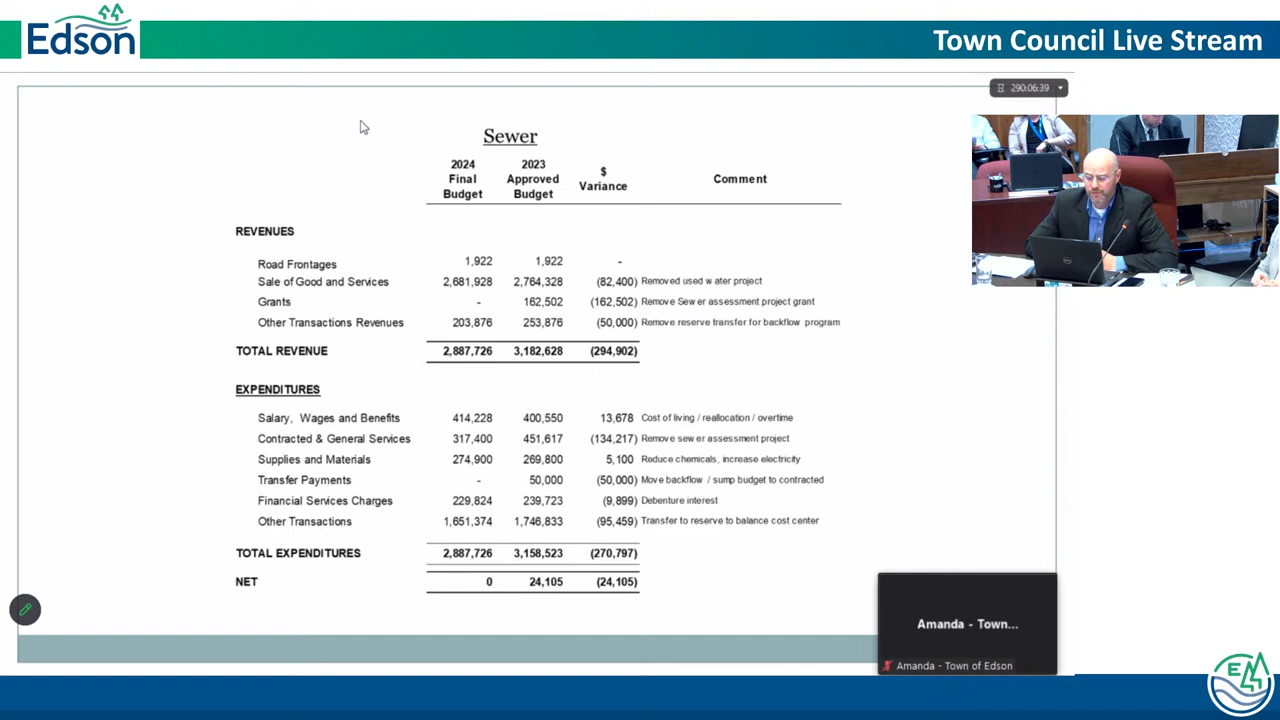 Edson
Town Council Live Stream
290:06:39
Sewer
2024 Final Budget
2023 Approved Budget
$ Variance
Comment
REVENUES
Road Frontages 1,922 1,922 -
Sale of Good and Services 2,681,928 2,764,328 (82,400) Removed used water project
Grants - 162,502 (162,502) Remove Sewer assessment project grant
Other Transactions Revenues 203,876 253,876 (50,000) Remove reserve transfer for backflow program
TOTAL REVENUE 2,887,726 3,182,628 (294,902)
EXPENDITURES
Salary, Wages and Benefits 414,228 400,550 13,678 Cost of living / reallocation / overtime
Contracted & General Services 317,400 451,617 (134,217) Remove sewer assessment project
Supplies and Materials 274,900 269,800 5,100 Reduce chemicals, increase electricity
Transfer Payments - 50,000 (50,000) Move backflow / sump budget to contracted
Financial Services Charges 229,824 239,723 (9,899) Debenture interest
Other Transactions 1,651,374 1,746,833 (95,459) Transfer to reserve to balance cost center
TOTAL EXPENDITURES 2,887,726 3,158,523 (270,797)
NET 0 24,105 (24,105)
Amanda - Town...
Amanda - Town of Edson